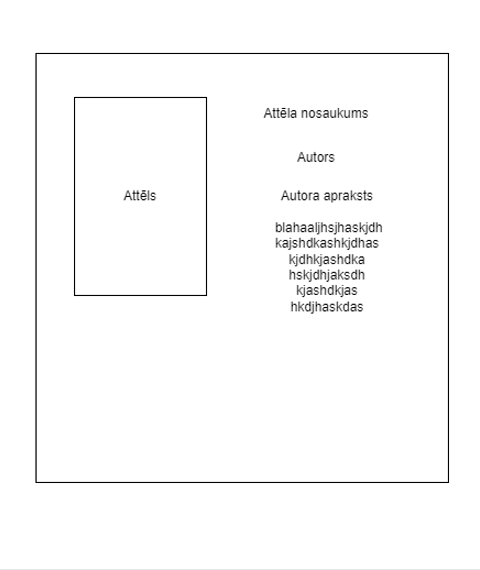 Attēla nosaukums
Autors
Attēls
Autora apraksts
blahaaljhsjhaskjdh
kajshdkashkjdhas
kjdhkjashdka
hskjdhjaksdh
kjashdkjas
hkdjhaskdas